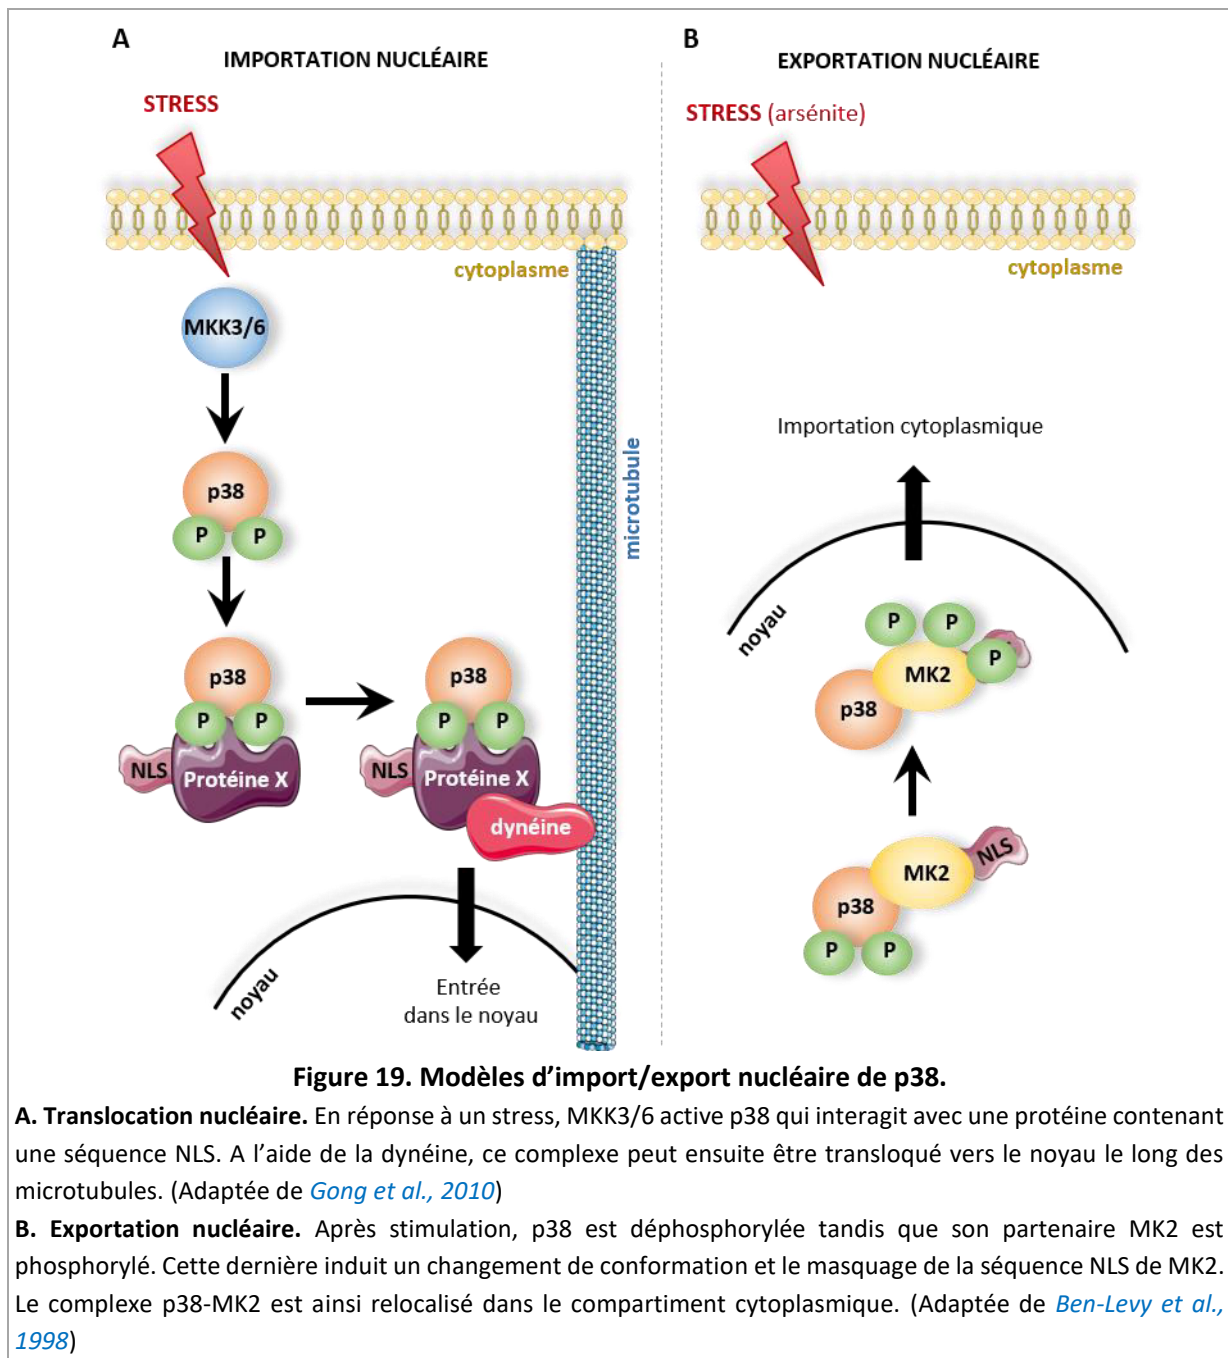 A
IMPORTATION NUCLÉAIRE
STRESS
cytoplasme
MKK3/6
microtubule
p38
P P
p38
P P
NLS
Protéine X
p38
P P
NLS
Protéine X
dynéine
noyau
Entrée
dans le noyau
B
EXPORTATION NUCLÉAIRE
STRESS (arsénite)
cytoplasme
Importation cytoplasmique
noyau
P P
P
MK2
p38
MK2
NLS
p38
P P
Figure 19. Modèles d’import/export nucléaire de p38.
A. Translocation nucléaire. En réponse à un stress, MKK3/6 active p38 qui interagit avec une protéine contenant
une séquence NLS. A l’aide de la dynéine, ce complexe peut ensuite être transloqué vers le noyau le long des
microtubules. (Adaptée de Gong et al., 2010)
B. Exportation nucléaire. Après stimulation, p38 est déphosphorylée tandis que son partenaire MK2 est
phosphorylé. Cette dernière induit un changement de conformation et le masquage de la séquence NLS de MK2.
Le complexe p38-MK2 est ainsi relocalisé dans le compartiment cytoplasmique. (Adaptée de Ben-Levy et al.,
1998)